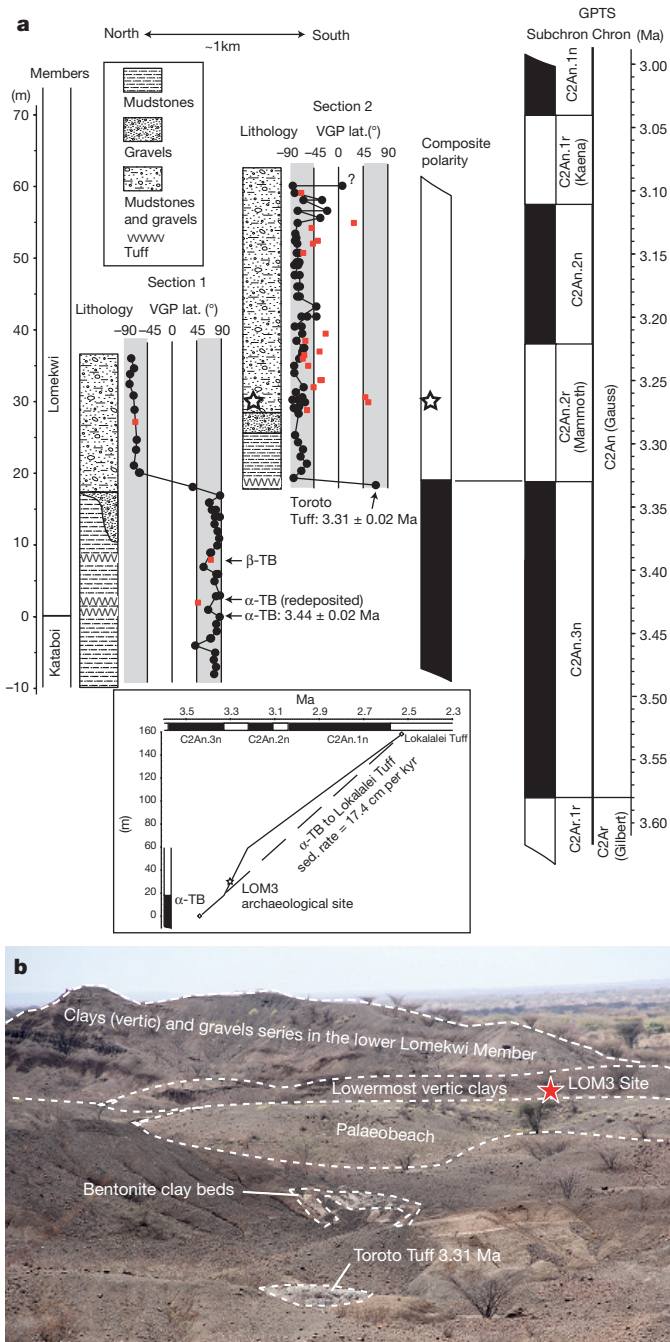 a
North
South
~1km
Members
(m)
70
60
50
40
30
20
10
0
−10
Lomekwi
Kataboi
Mudstones
Gravels
Mudstones
and gravels
Tuff
Section 1
Lithology
VGP lat. (°)
−90
−45
0
45
90
Section 2
Lithology
VGP lat.(°)
−90
−45
0
45
90
?
Toroto
Tuff: 3.31 ± 0.02 Ma
β-TB
α-TB (redeposited)
α-TB: 3.44 ± 0.02 Ma
Composite
polarity
GPTS
Subchron Chron (Ma)
C2An.1n
C2An.1r
(Kaena)
C2An.2n
C2An.2r
(Mammoth)
C2An.3n
C2Ar.1r
C2An (Gauss)
C2Ar
(Gilbert)
3.00
3.05
3.10
3.15
3.20
3.25
3.30
3.35
3.40
3.45
3.50
3.55
3.60
Ma
3.5
3.3
3.1
2.9
2.7
2.5
2.3
C2An.3n
C2An.2n
C2An.1n
Lokalalei Tuff
160
140
120
100
80
60
40
20
0
(m)
α-TB to Lokalalei Tuff
sed. rate = 17.4 cm per kyr
LOM3
archaeological site
α-TB
b
Clays (vertic) and gravels series in the lower Lomekwi Member
Lowermost vertic clays
LOM3 Site
Palaeobeach
Bentonite clay beds
Toroto Tuff 3.31 Ma